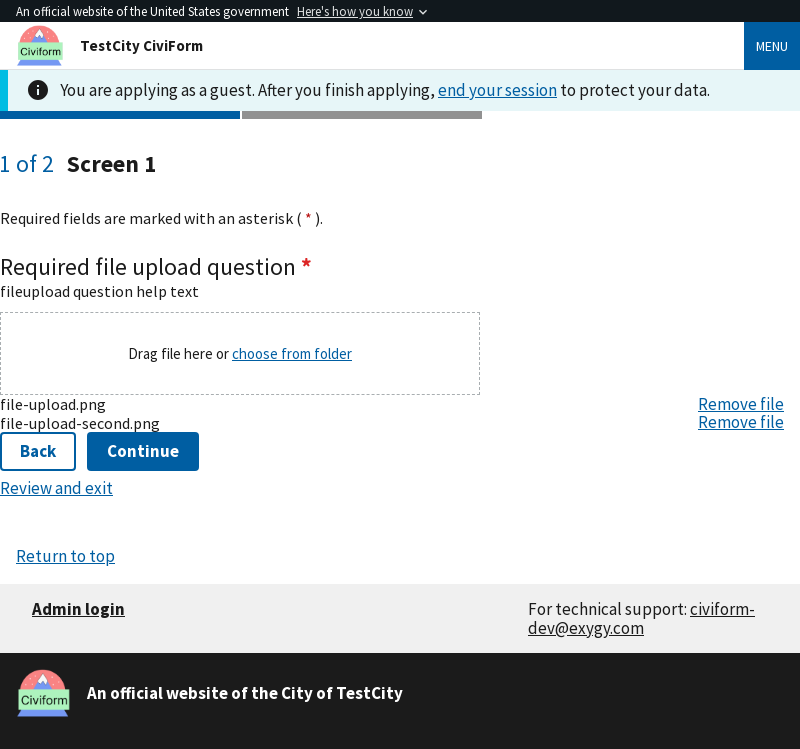 An official website of the United States government Here's how you know
Civiform
TestCity CiviForm
MENU
You are applying as a guest. After you finish applying, end your session to protect your data.
1 of 2 Screen 1
Required fields are marked with an asterisk ( * ).
Required file upload question *
fileupload question help text
Drag file here or choose from folder
file-upload.png Remove file
file-upload-second.png Remove file
Back Continue
Review and exit
Return to top
Admin login
For technical support: civiform-
dev@exygy.com
Civiform
An official website of the City of TestCity